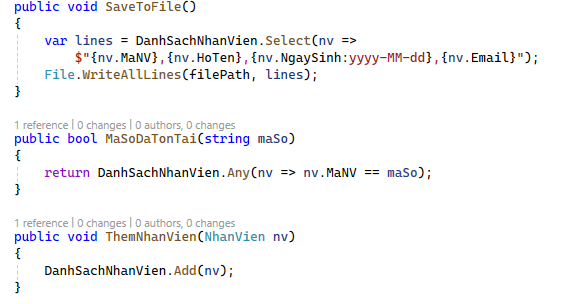 public void SaveToFile()
{
    var lines = DanhSachNhanVien.Select(nv =>
        $"{nv.MaNV},{nv.HoTen},{nv.NgaySinh:yyyy-MM-dd},{nv.Email}");
    File.WriteAllLines(filePath, lines);
}
1 reference | 0 changes | 0 authors, 0 changes
public bool MaSoDaTonTai(string maSo)
{
    return DanhSachNhanVien.Any(nv => nv.MaNV == maSo);
}
1 reference | 0 changes | 0 authors, 0 changes
public void ThemNhanVien(NhanVien nv)
{
    DanhSachNhanVien.Add(nv);
}